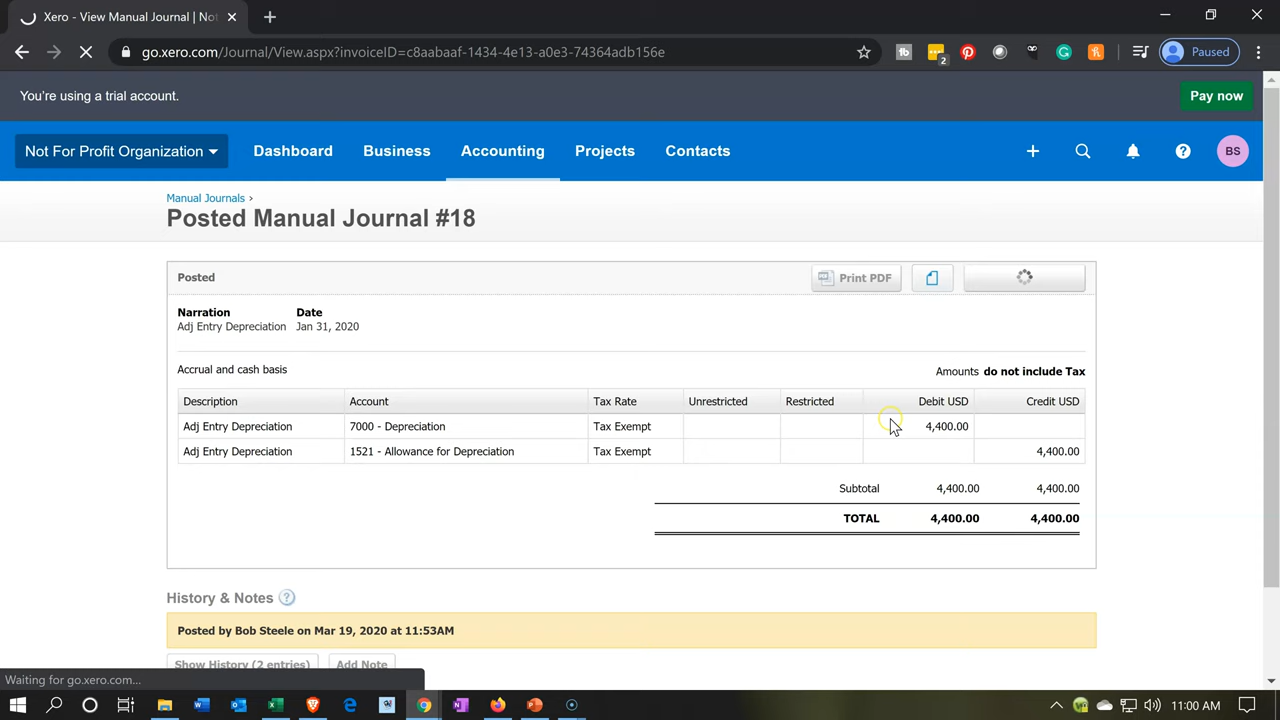 Xero - View Manual Journal | Not
go.xero.com/Journal/View.aspx?invoiceID=c8aabaaf-1434-4e13-a0e3-74364adb156e
2
Paused
You're using a trial account.
Pay now
Not For Profit Organization
Dashboard
Business
Accounting
Projects
Contacts
BS
Manual Journals >
Posted Manual Journal #18
Posted
Print PDF
Narration Date
Adj Entry Depreciation Jan 31, 2020
Accrual and cash basis
Amounts do not include Tax
Description Account Tax Rate Unrestricted Restricted Debit USD Credit USD
Adj Entry Depreciation 7000 - Depreciation Tax Exempt 4,400.00
Adj Entry Depreciation 1521 - Allowance for Depreciation Tax Exempt 4,400.00
Subtotal 4,400.00 4,400.00
TOTAL 4,400.00 4,400.00
History & Notes
Posted by Bob Steele on Mar 19, 2020 at 11:53AM
Show History (2 entries) Add Note
Waiting for go.xero.com...
11:00 AM